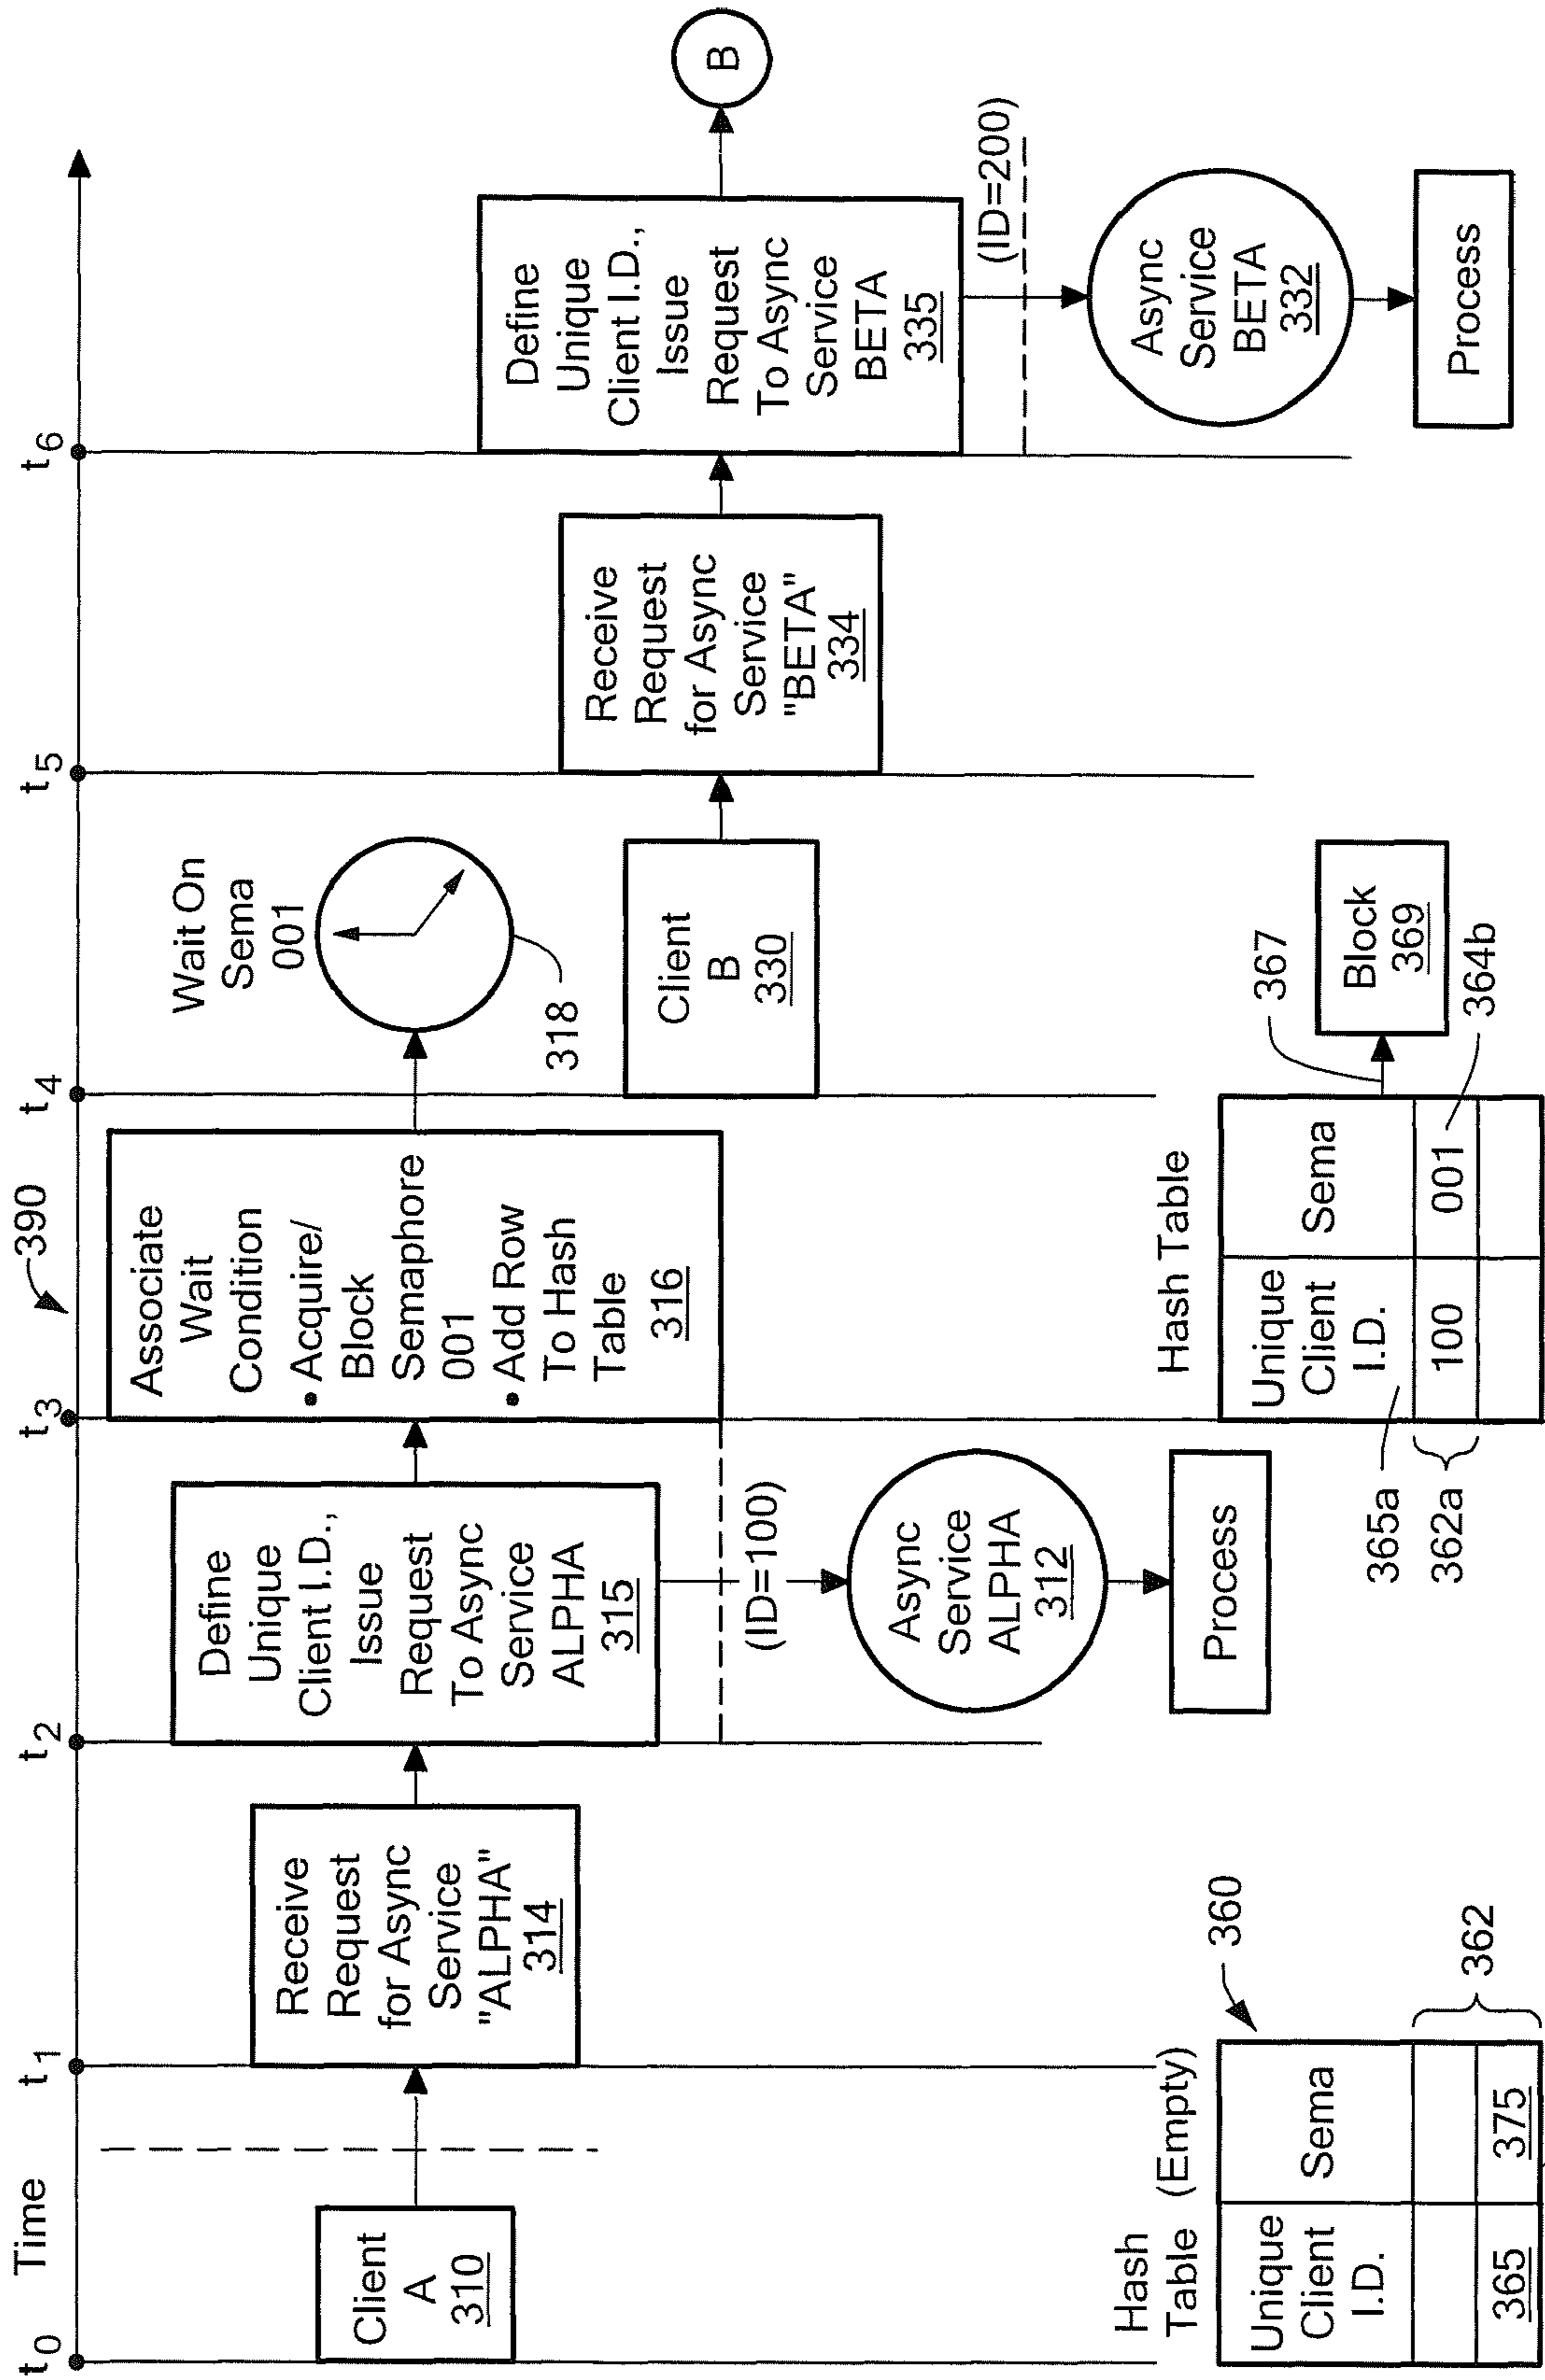 Time
390
t0
t1
t2
t3
t4
t5
t6
Client
A
310
Receive
Request
for Async
Service
"ALPHA"
314
Define
Unique
Client I.D.,
Issue
Request
To Async
Service
ALPHA
315
(ID=100)
Async
Service
ALPHA
312
Process
Associate
Wait
Condition
• Acquire/
Block
Semaphore
001
• Add Row
To Hash
Table
316
Wait On
Sema
001
318
Client
B
330
Receive
Request
for Async
Service
"BETA"
334
Define
Unique
Client I.D.,
Issue
Request
To Async
Service
BETA
335
B
(ID=200)
Async
Service
BETA
332
Process
Hash
Table (Empty)
360
Unique
Client
I.D.
Sema
365
375
362
Hash Table
Unique
Client
I.D.
Sema
100
001
365a
362a
367
Block
369
364b